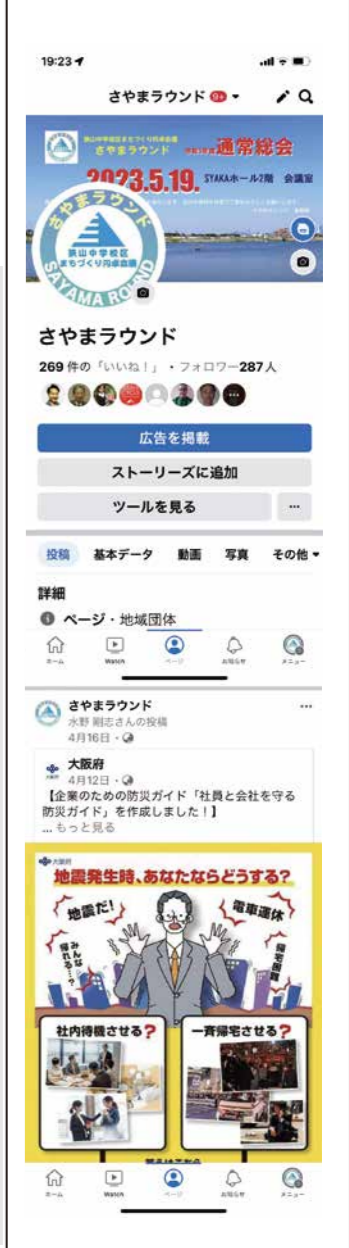 19:23
さやまラウンド 9+
狭山中学校区まちづくり円卓会議
さやまラウンド
通常総会
2023.5.19.
SYAKAホール2階 会議室
さやまラウンド
狭山中学校区
まちづくり円卓会議
SAYAMA ROUND
さやまラウンド
269 件の「いいね！」・フォロワー287人
広告を掲載
ストーリーズに追加
ツールを見る
...
投稿 基本データ 動画 写真 その他
詳細
ページ・地域団体
ホーム Watch ページ お知らせ メニュー
さやまラウンド
...
水野 剛志さんの投稿
4月16日
大阪府
4月12日
【企業のための防災ガイド「社員と会社を守る
防災ガイド」を作成しました！】
... もっと見る
大阪府
地震発生時、あなたならどうする?
地震だ!
電車運休
みんな帰れる…?
帰宅困難
社内待機させる?
一斉帰宅させる?
ホーム Watch ページ お知らせ メニュー